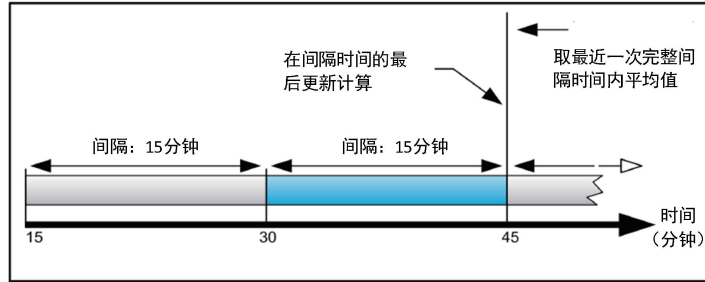 在间隔时间的最
后更新计算
取最近一次完整间
隔时间内平均值
间隔：15分钟
间隔：15分钟
15
30
45
时间
（分钟）